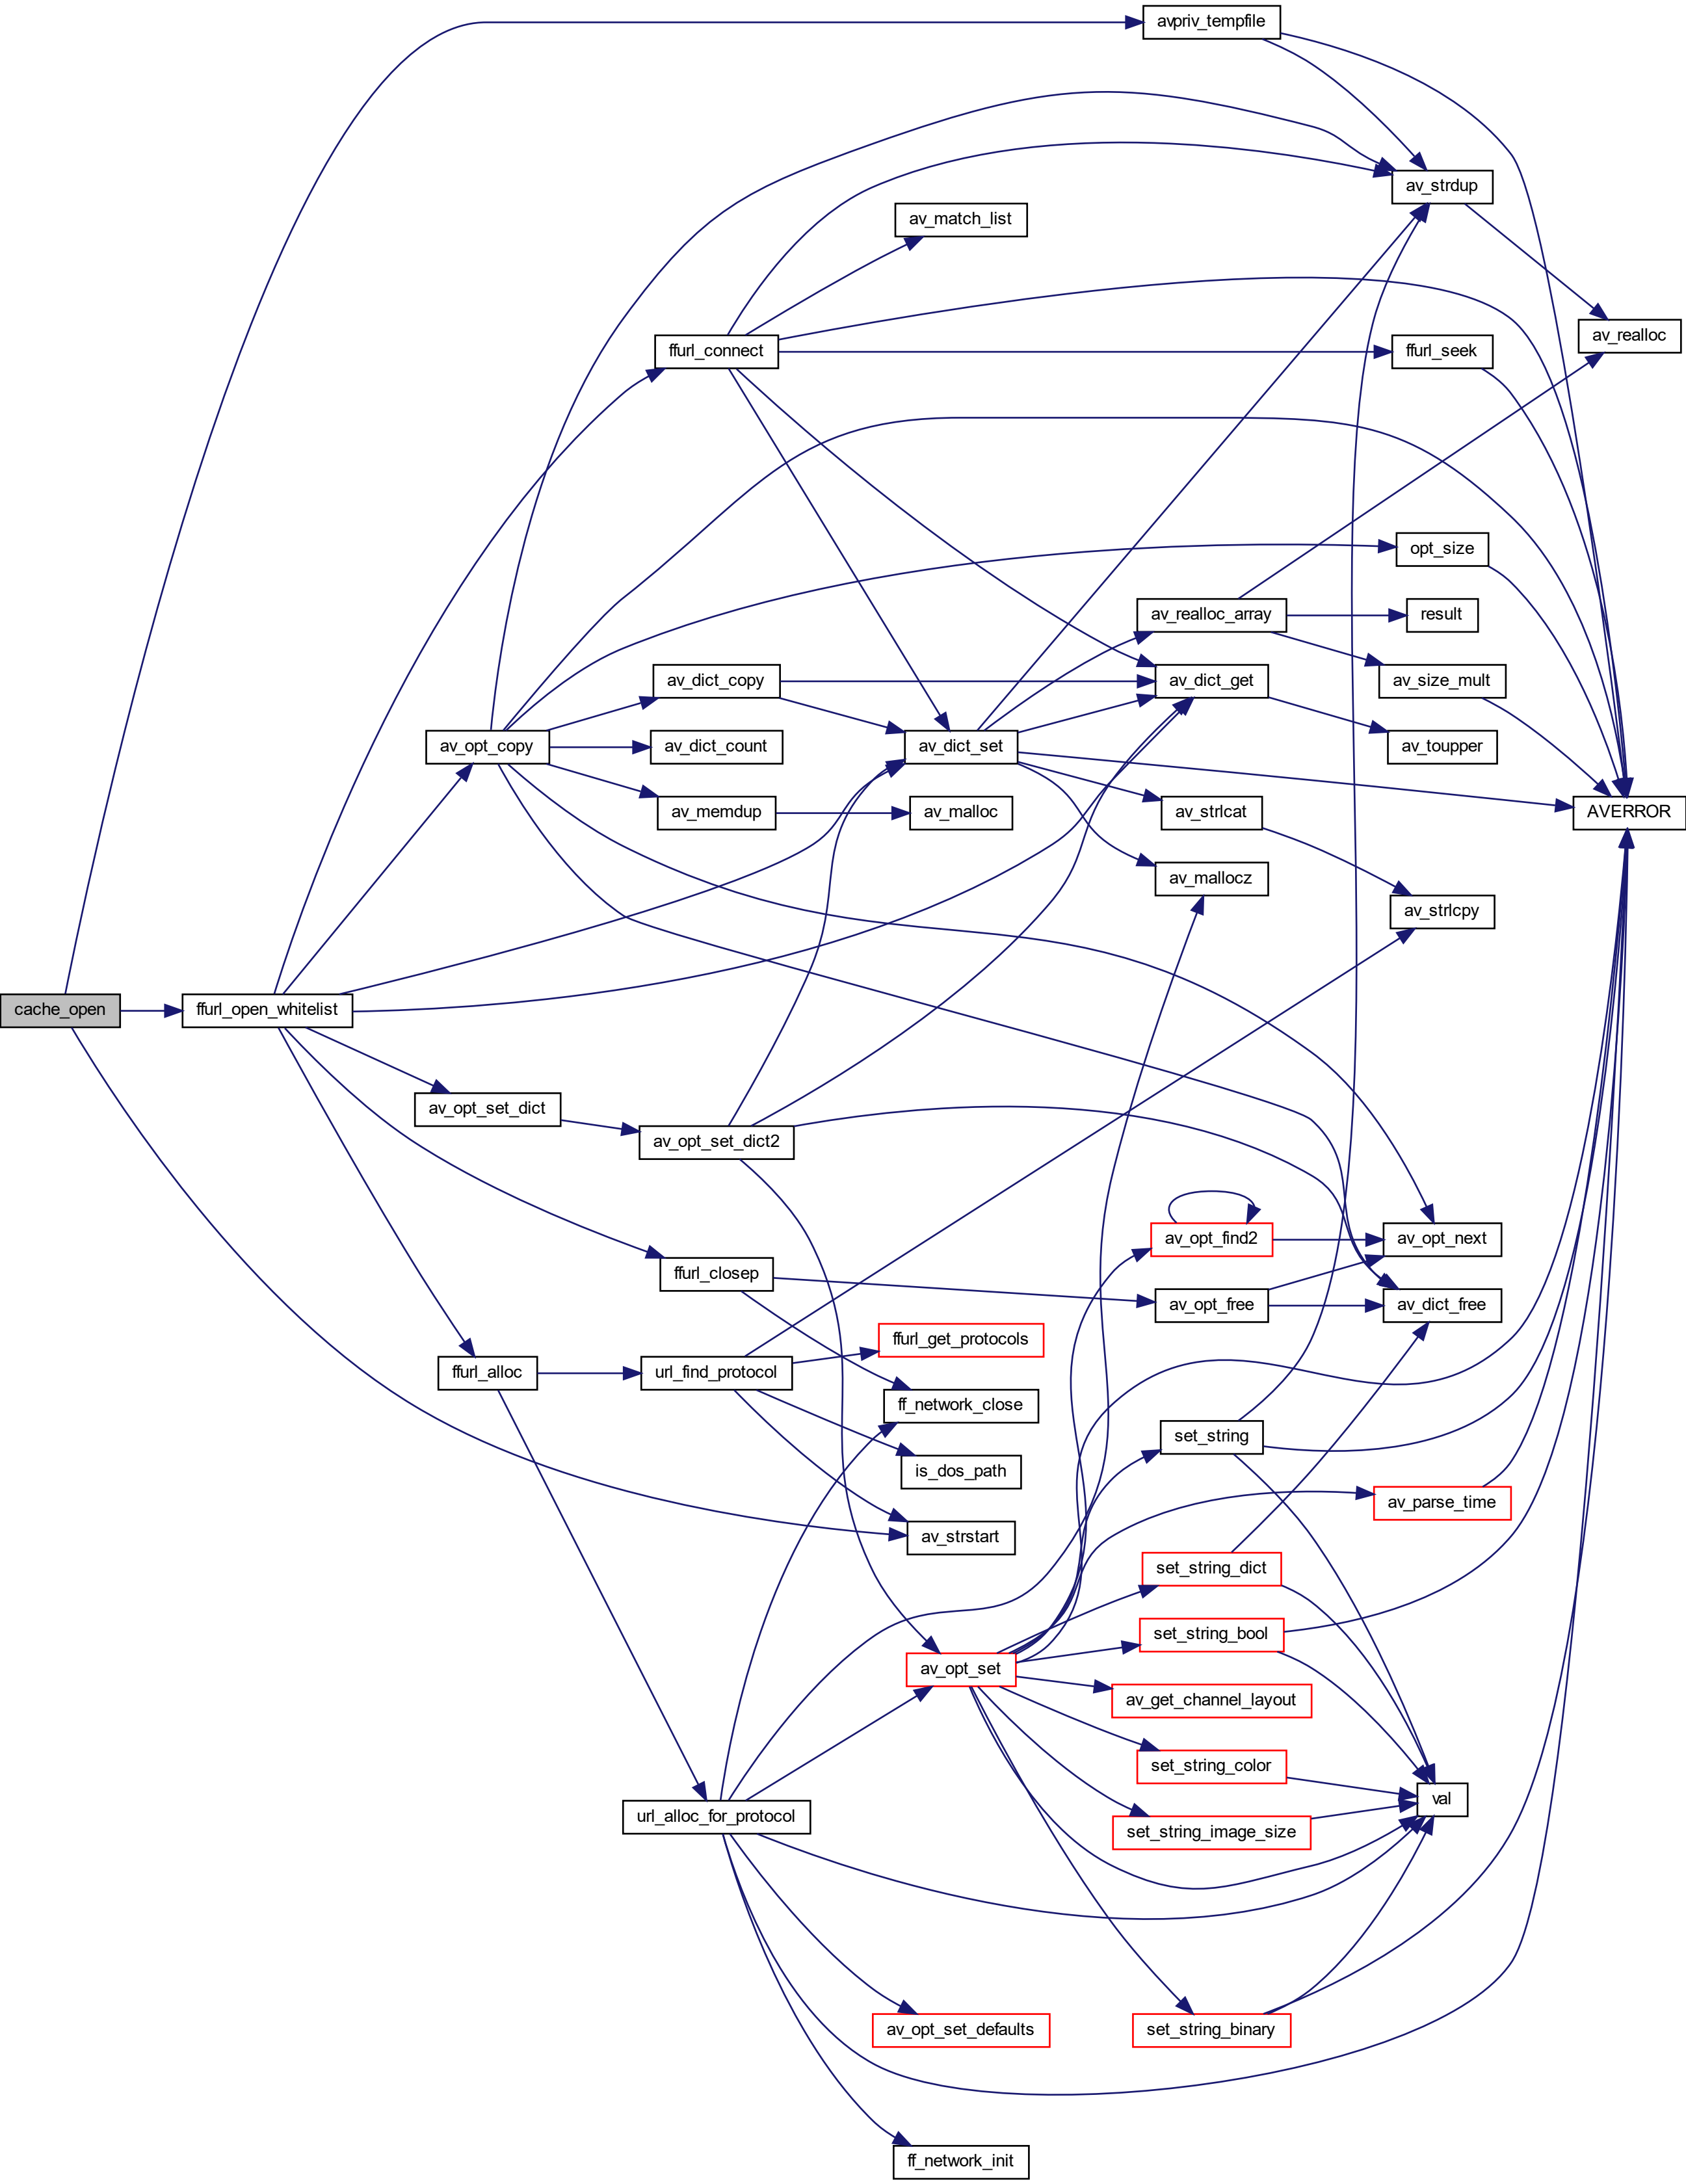 avpriv_tempfile
av_strdup
av_match_list
av_realloc
ffurl_connect
ffurl_seek
opt_size
av_realloc_array
result
av_dict_copy
av_dict_get
av_size_mult
av_opt_copy
av_dict_count
av_dict_set
av_toupper
av_memdup
av_malloc
av_strlcat
AVERROR
av_mallocz
av_strlcpy
cache_open
ffurl_open_whitelist
av_opt_set_dict
av_opt_set_dict2
av_opt_find2
av_opt_next
ffurl_closep
av_opt_free
av_dict_free
ffurl_get_protocols
ffurl_alloc
url_find_protocol
ff_network_close
set_string
is_dos_path
av_parse_time
av_strstart
set_string_dict
set_string_bool
av_opt_set
av_get_channel_layout
set_string_color
val
url_alloc_for_protocol
set_string_image_size
av_opt_set_defaults
set_string_binary
ff_network_init